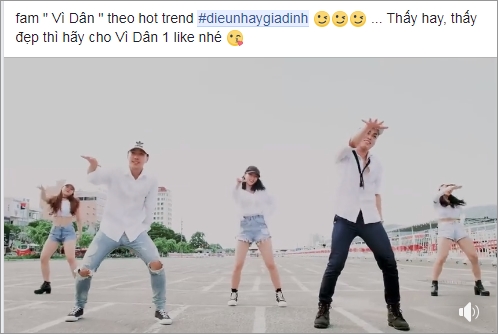 fam " Vì Dân " theo hot trend #dieunhaygiadinh 😉😉😉 ... Thấy hay, thấy
đẹp thì hãy cho Vì Dân 1 like nhé 😘